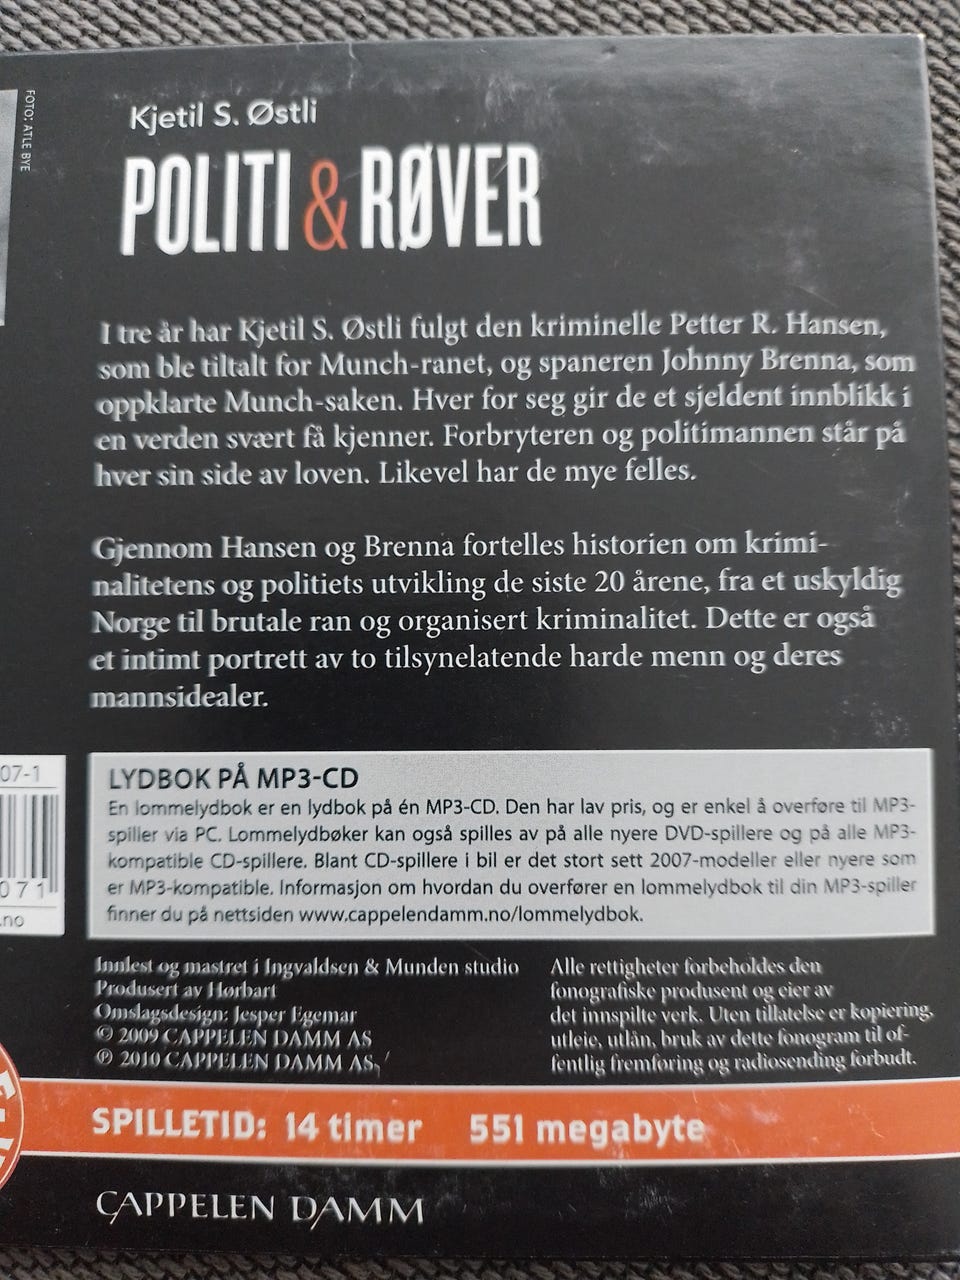 FOTO: ATLE BYE
Kjetil S. Østli
POLITI & RØVER
I tre år har Kjetil S. Østli fulgt den kriminelle Petter R. Hansen,
som ble tiltalt for Munch-ranet, og spaneren Johnny Brenna, som
oppklarte Munch-saken. Hver for seg gir de et sjeldent innblikk i
en verden svært få kjenner. Forbryteren og politimannen står på
hver sin side av loven. Likevel har de mye felles.
Gjennom Hansen og Brenna fortelles historien om krimi-
nalitetens og politiets utvikling de siste 20 årene, fra et uskyldig
Norge til brutale ran og organisert kriminalitet. Dette er også
et intimt portrett av to tilsynelatende harde menn og deres
mannsidealer.
07-1
071
.no
LYDBOK PÅ MP3-CD
En lommelydbok er en lydbok på én MP3-CD. Den har lav pris, og er enkel å overføre til MP3-
spiller via PC. Lommelydbøker kan også spilles av på alle nyere DVD-spillere og på alle MP3-
kompatible CD-spillere. Blant CD-spillere i bil er det stort sett 2007-modeller eller nyere som
er MP3-kompatible. Informasjon om hvordan du overfører en lommelydbok til din MP3-spiller
finner du på nettsiden www.cappelendamm.no/lommelydbok.
Innlest og mastret i Ingvaldsen & Munden studio
Produsert av Hørbart
Omslagsdesign: Jesper Egemar
© 2009 CAPPELEN DAMM AS
℗ 2010 CAPPELEN DAMM AS
Alle rettigheter forbeholdes den
fonografiske produsent og eier av
det innspilte verk. Uten tillatelse er kopiering,
utleie, utlån, bruk av dette fonogram til of-
fentlig fremføring og radiosending forbudt.
SPILLETID: 14 timer 551 megabyte
CAPPELEN DAMM